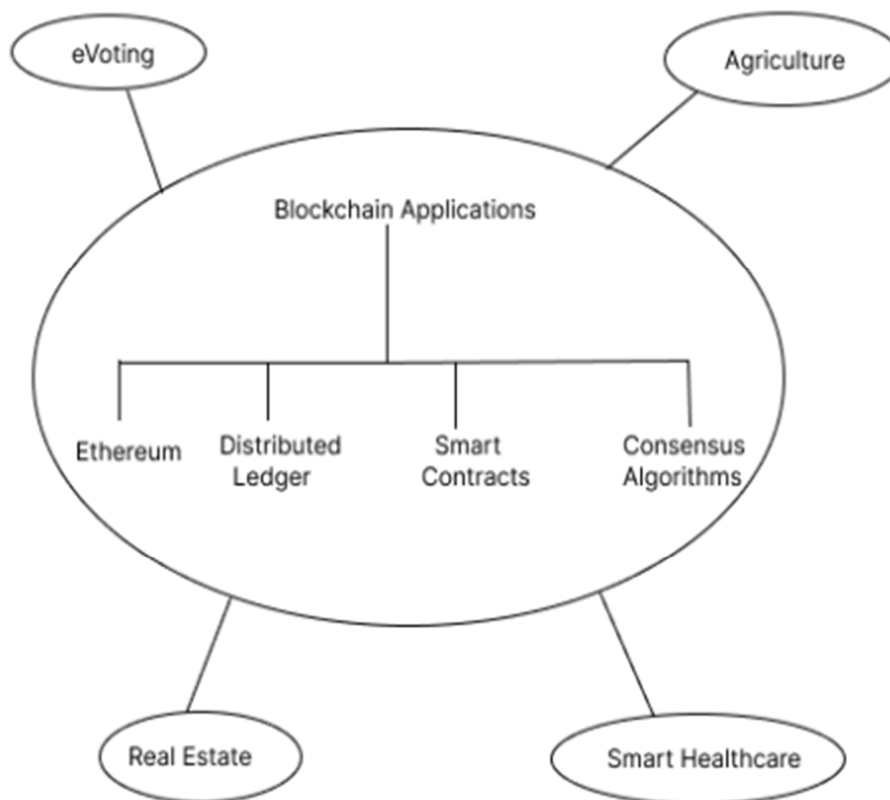 eVoting
Agriculture
Blockchain Applications
Ethereum
Distributed
Ledger
Smart
Contracts
Consensus
Algorithms
Real Estate
Smart Healthcare